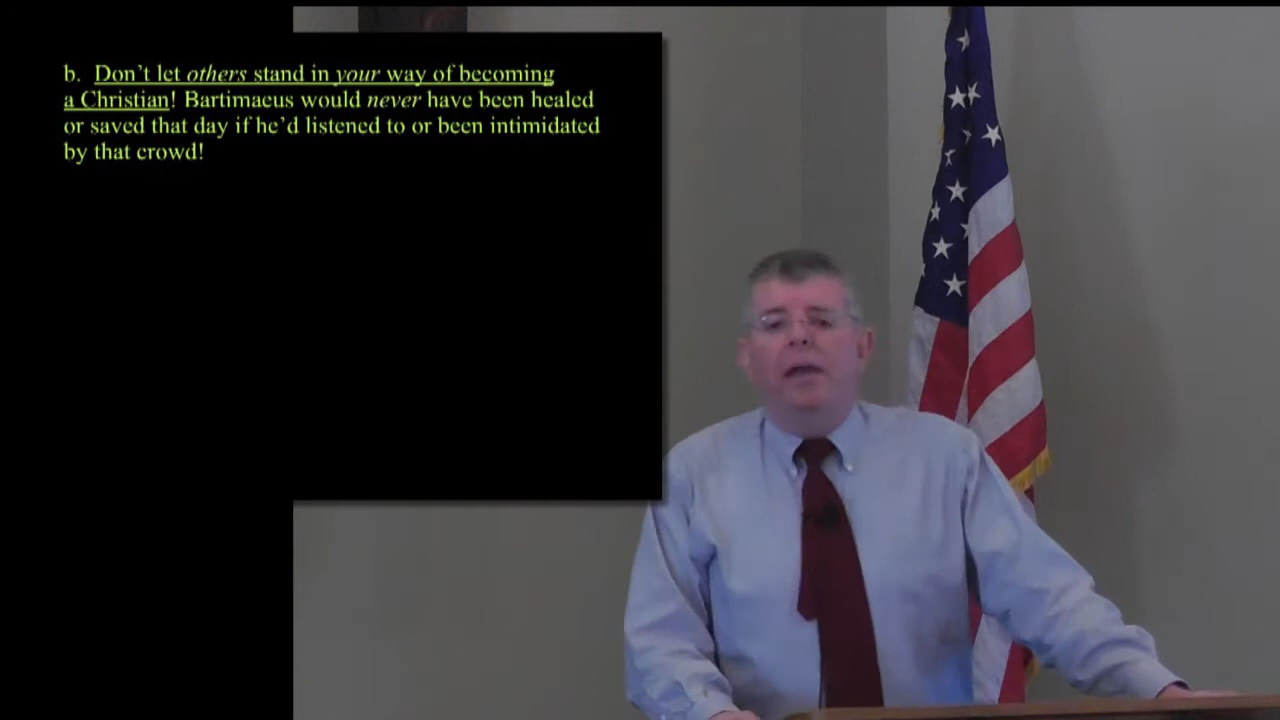 b. Don’t let others stand in your way of becoming
a Christian! Bartimaeus would never have been healed
or saved that day if he’d listened to or been intimidated
by that crowd!